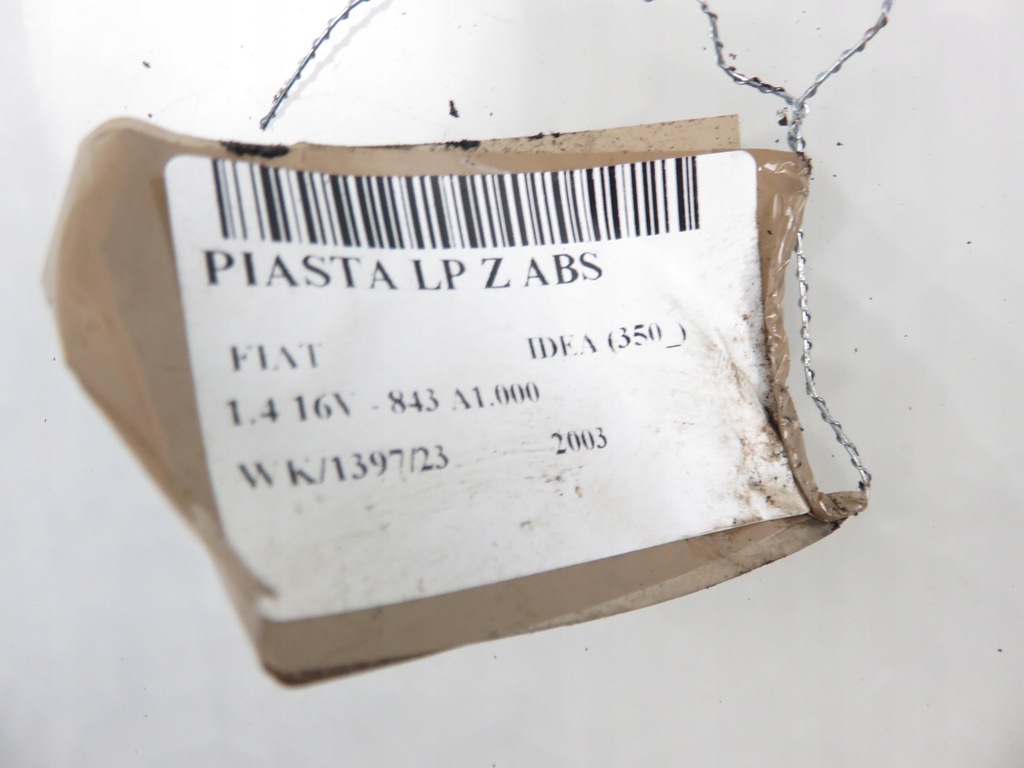 PIASTA LP Z ABS
FIAT IDEA (350_)
1.4 16V - 843 A1.000
WK/1397/23 2003